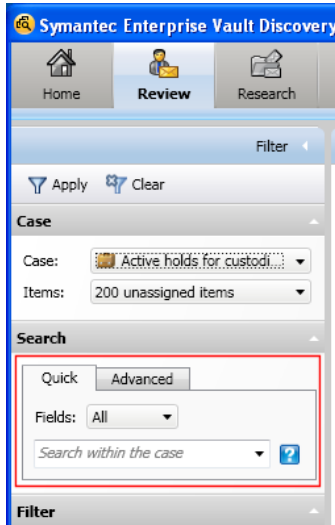 Symantec Enterprise Vault Discovery
Home Review Research
Filter
Apply Clear
Case
Case: Active holds for custodi...
Items: 200 unassigned items
Search
Quick Advanced
Fields: All
Search within the case ?
Filter